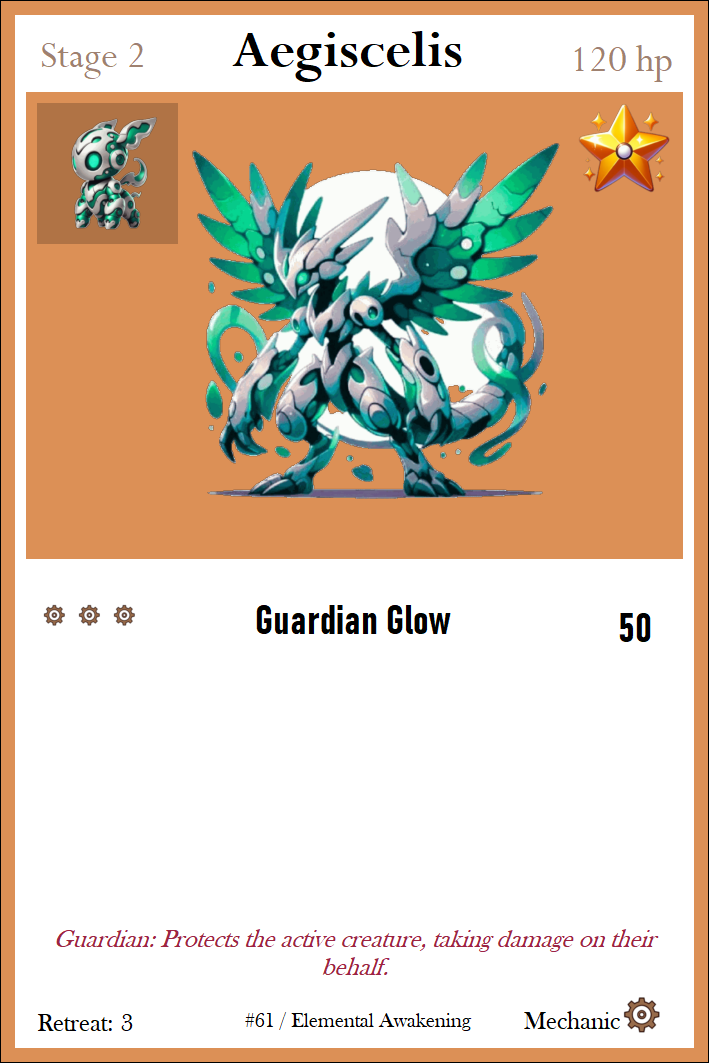 Stage 2
Aegiscelis
120 hp
Guardian Glow
50
Guardian: Protects the active creature, taking damage on their
behalf.
Retreat: 3
#61 / Elemental Awakening
Mechanic